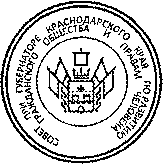 СОВЕТ ПРИ ГУБЕРНАТОРЕ КРАСНОДАРСКОГО КРАЯ ПО РАЗВИТИЮ
ГРАЖДАНСКОГО ОБЩЕСТВА И ПРАВАМ ЧЕЛОВЕКА